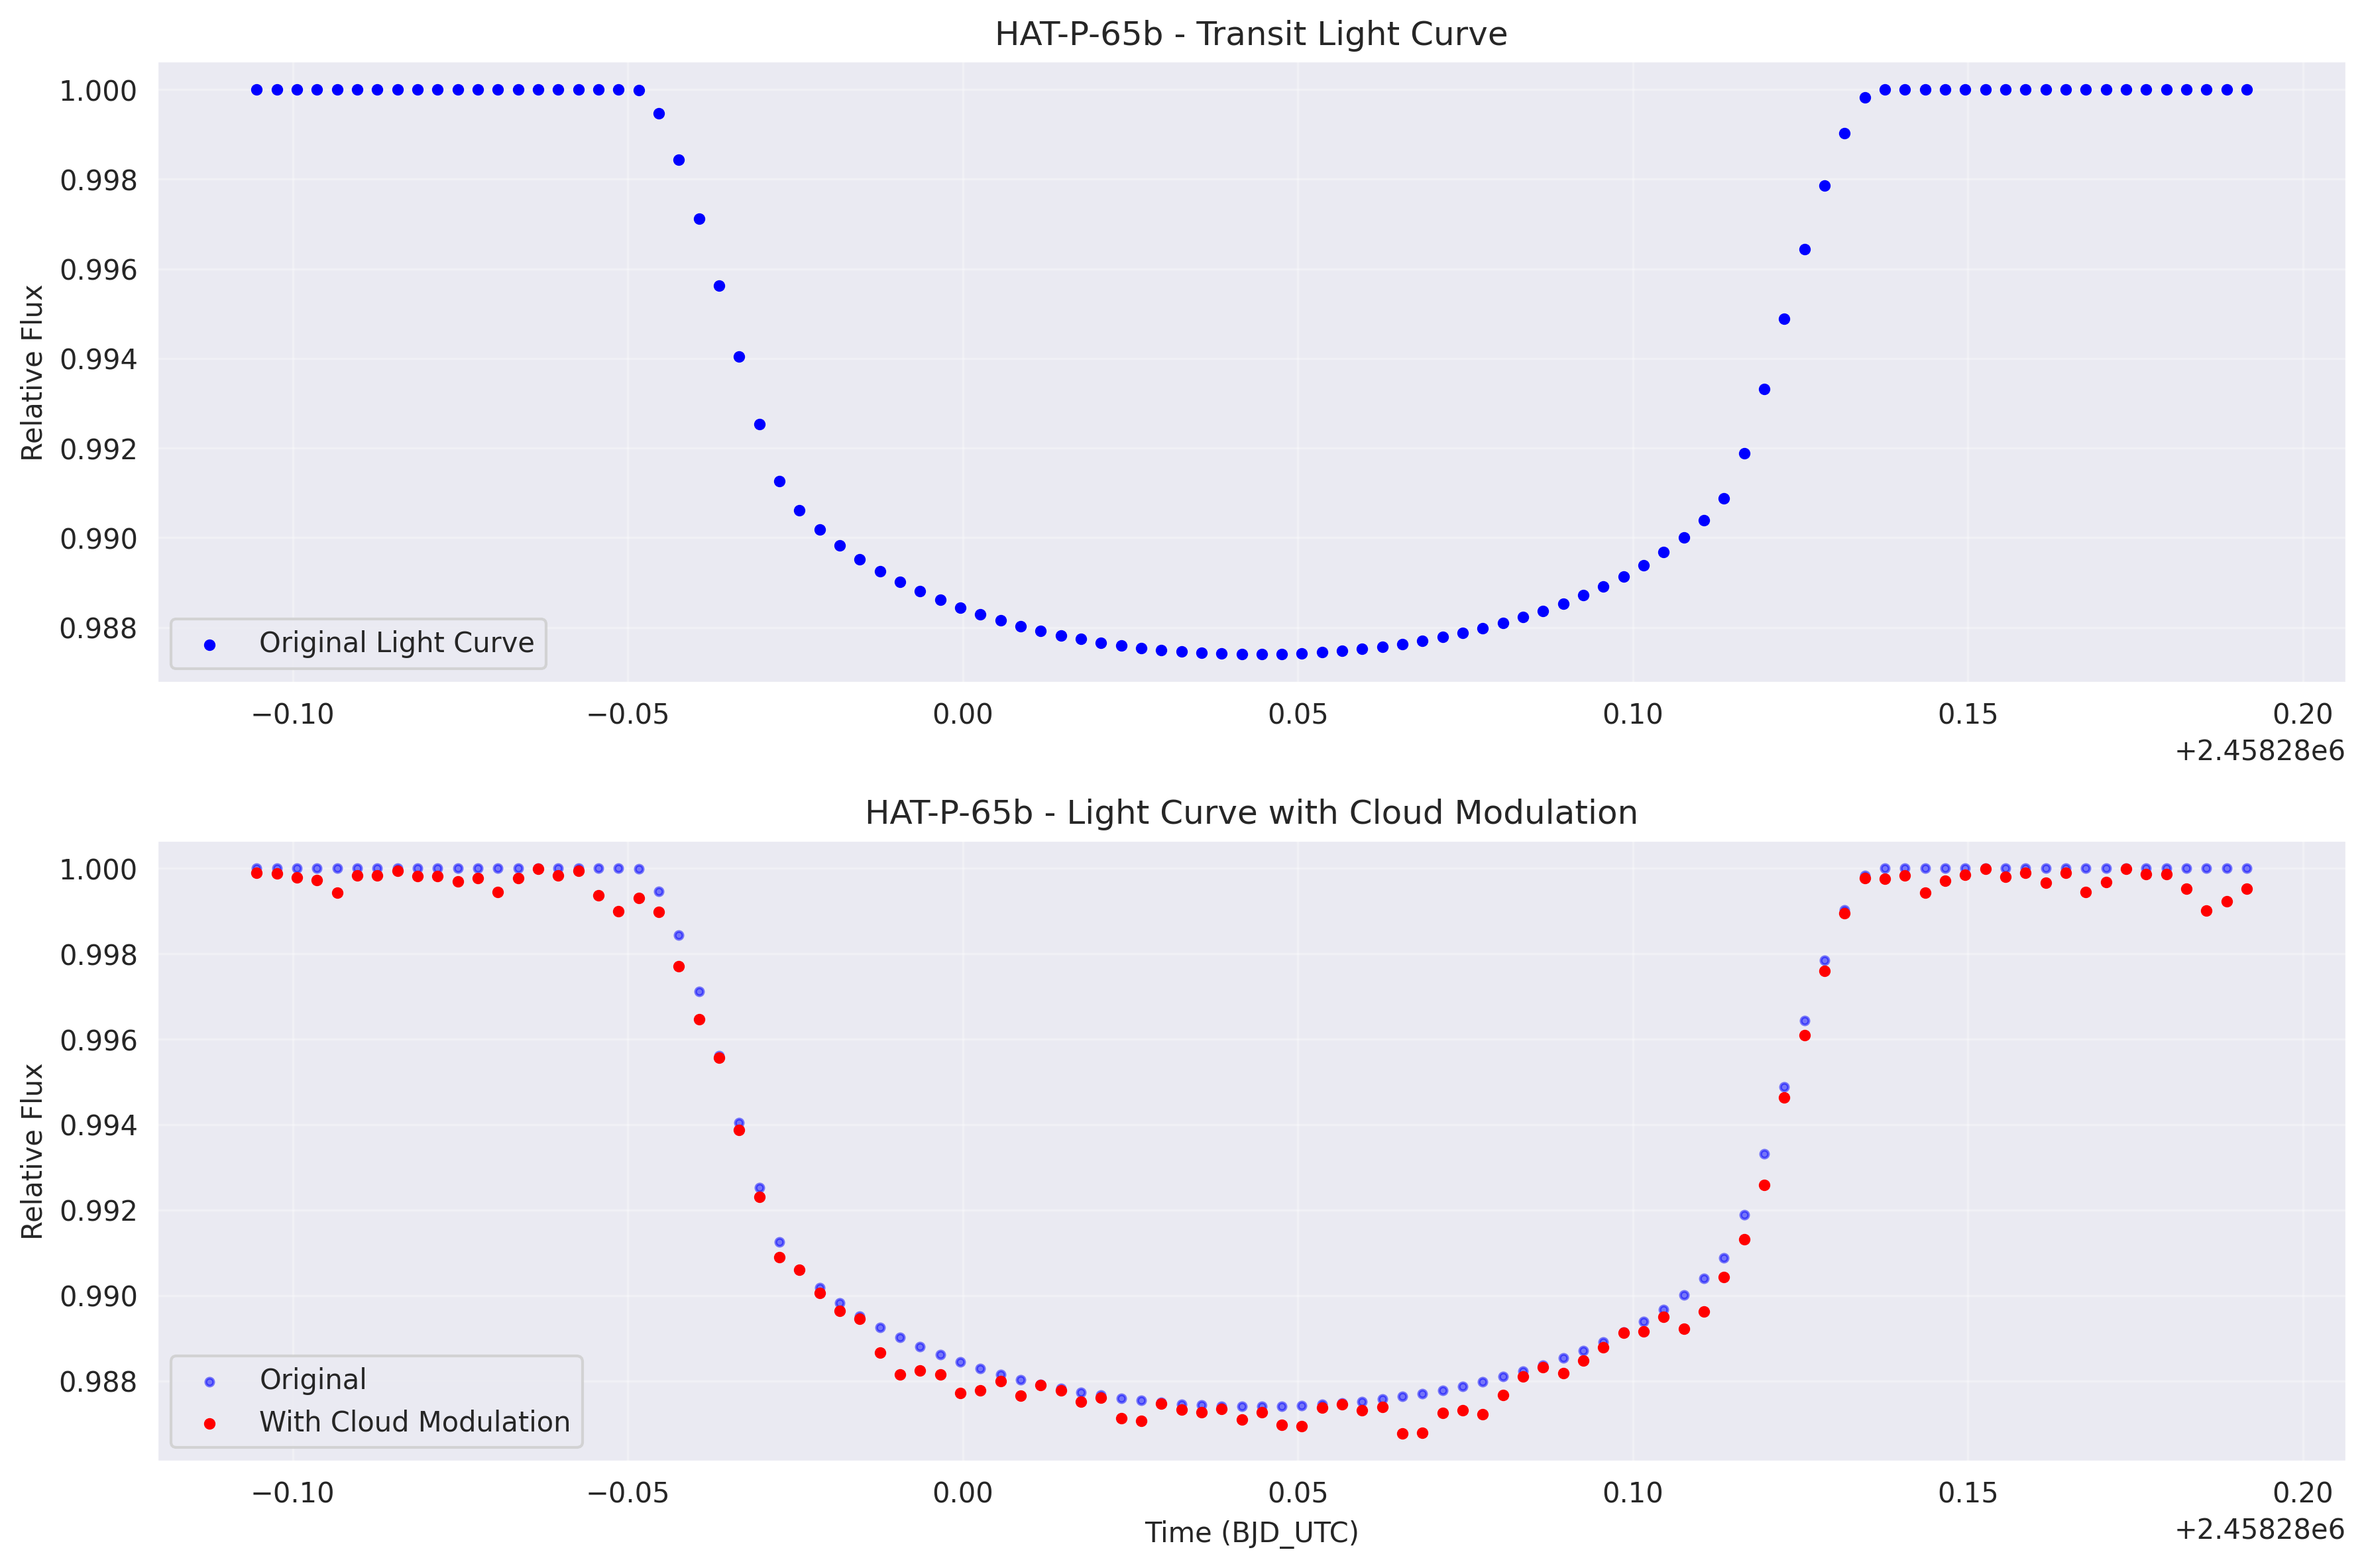 HAT-P-65b - Transit Light Curve
Relative Flux
1.000
0.998
0.996
0.994
0.992
0.990
0.988
Original Light Curve
−0.10 −0.05 0.00 0.05 0.10 0.15 0.20
+2.45828e6
HAT-P-65b - Light Curve with Cloud Modulation
Relative Flux
1.000
0.998
0.996
0.994
0.992
0.990
0.988
Original
With Cloud Modulation
−0.10 −0.05 0.00 0.05 0.10 0.15 0.20
Time (BJD_UTC)
+2.45828e6